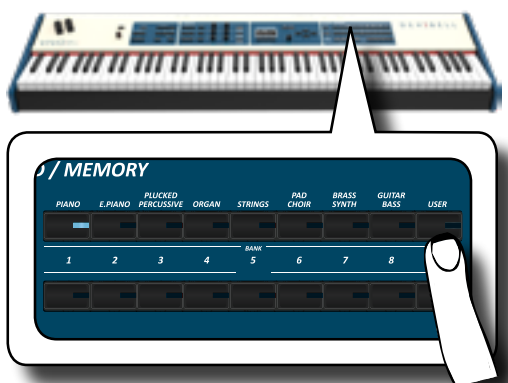 / MEMORY
PIANO E.PIANO PLUCKED PERCUSSIVE ORGAN STRINGS PAD CHOIR BRASS SYNTH GUITAR BASS USER
BANK
1 2 3 4 5 6 7 8